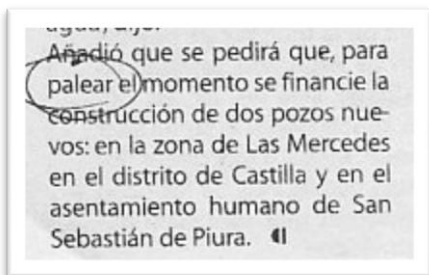 agua, dijo.
Añadió que se pedirá que, para
palear el momento se financie la
construcción de dos pozos nue-
vos: en la zona de Las Mercedes
en el distrito de Castilla y en el
asentamiento humano de San
Sebastián de Piura.